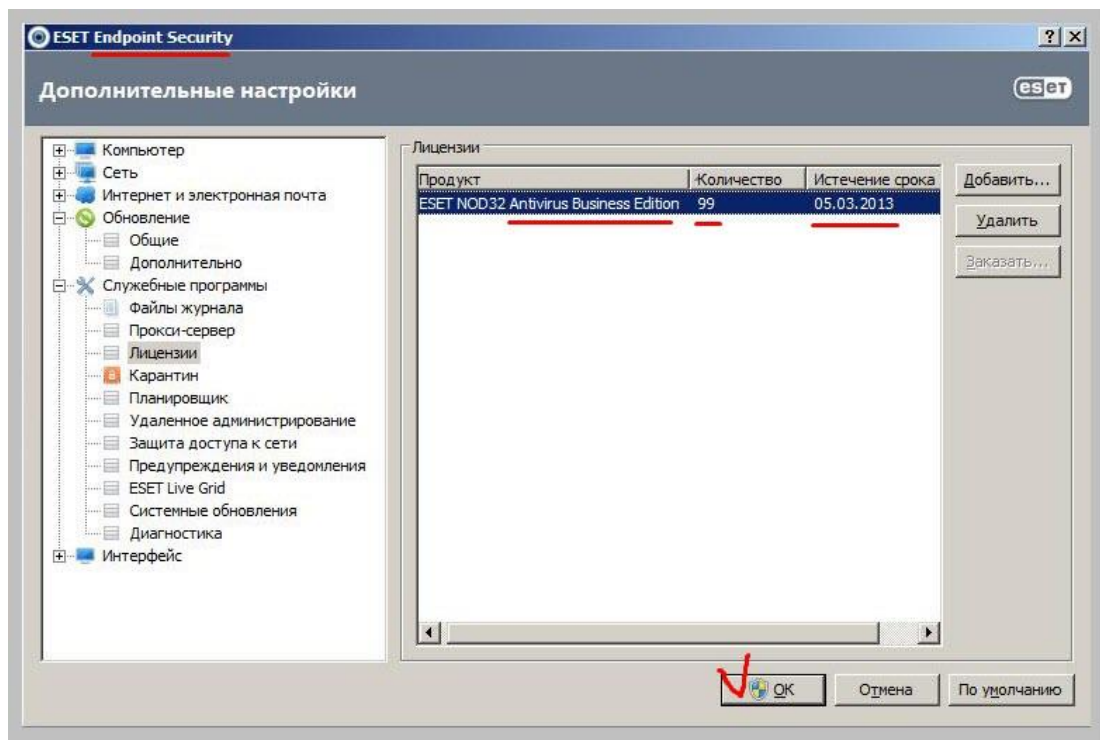 ESET Endpoint Security
Дополнительные настройки
eset
Компьютер
Сеть
Интернет и электронная почта
Обновление
Общие
Дополнительно
Служебные программы
Файлы журнала
Прокси-сервер
Лицензии
Карантин
Планировщик
Удаленное администрирование
Защита доступа к сети
Предупреждения и уведомления
ESET Live Grid
Системные обновления
Диагностика
Интерфейс
Лицензии
Продукт Количество Истечение срока
ESET NOD32 Antivirus Business Edition 99 05.03.2013
Добавить...
Удалить
Заказать...
OK Отмена По умолчанию